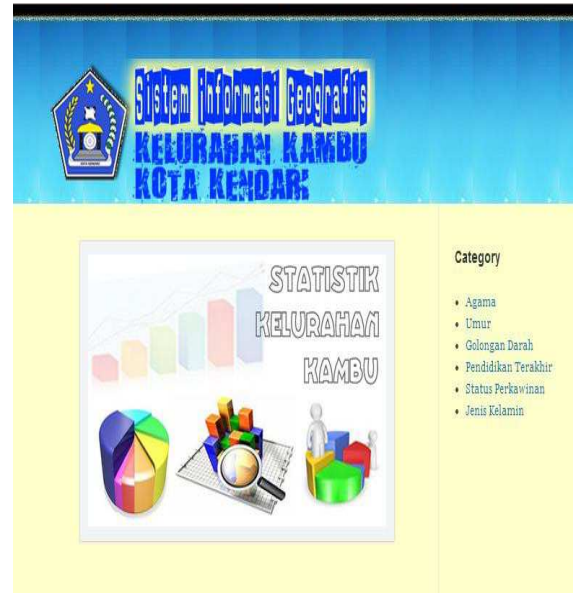 Sistem informasi Geografis
KELURAHAN KAMBU
KOTA KENDARI
STATISTIK
KELURAHAN
KAMBU
Category
Agama
Umur
Golongan Darah
Pendidikan Terakhir
Status Perkawinan
Jenis Kelamin